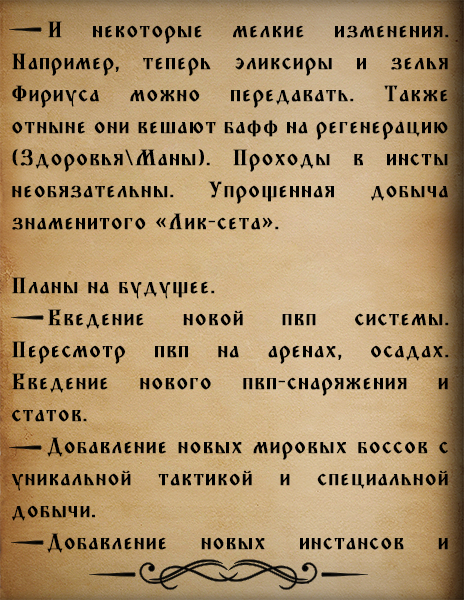 — И некоторые мелкие изменения.
Например, теперь эликсиры и зелья
Фириуса можно передавать. Также
отныне они вешают бафф на регенерацию
(Здоровья\Маны). Проходы в инсты
необязательны. Упрошенная добыча
знаменитого «Лик-сета».
Планы на будущее.
— Введение новой пвп системы.
Пересмотр пвп на аренах, осадах.
Введение нового пвп-снаряжения и
статов.
— Добавление новых мировых боссов с
уникальной тактикой и специальной
добычи.
— Добавление новых инстансов и